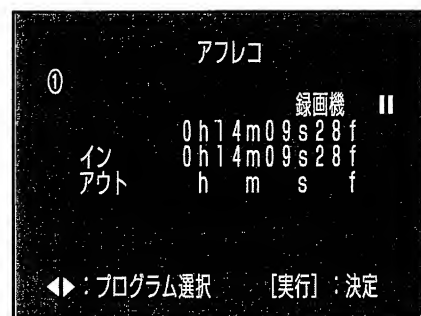 アフレコ
①
録画機 ⏸
0h14m09s28f
イン 0h14m09s28f
アウト h m s f
◀▶:プログラム選択 [実行]:決定